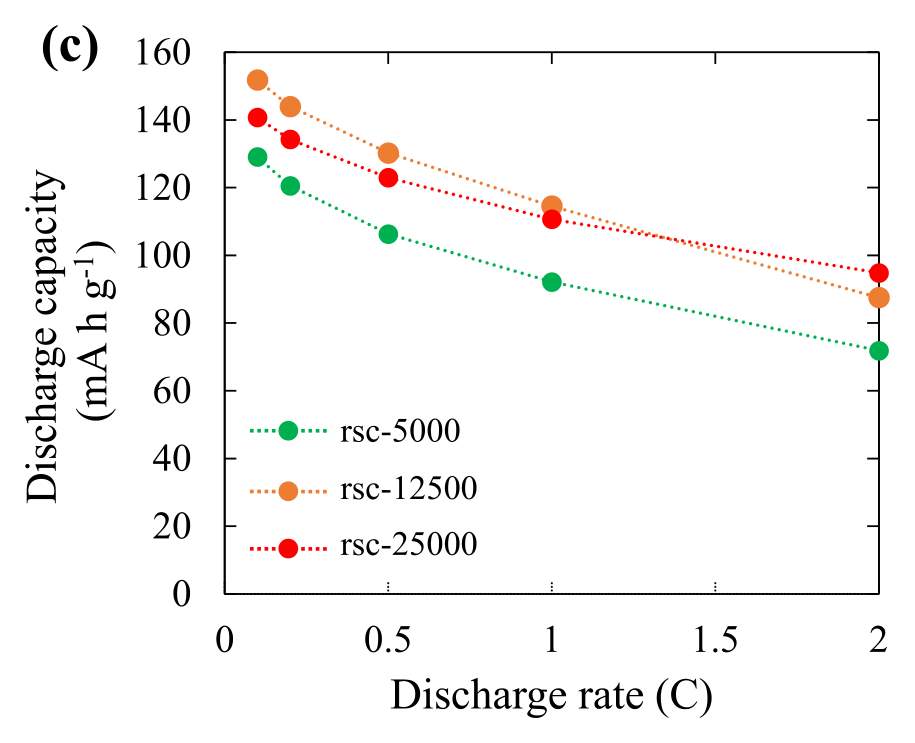 (c)
160
140
120
100
80
60
40
20
0
Discharge capacity
(mA h g⁻¹)
rsc-5000
rsc-12500
rsc-25000
0 0.5 1 1.5 2
Discharge rate (C)